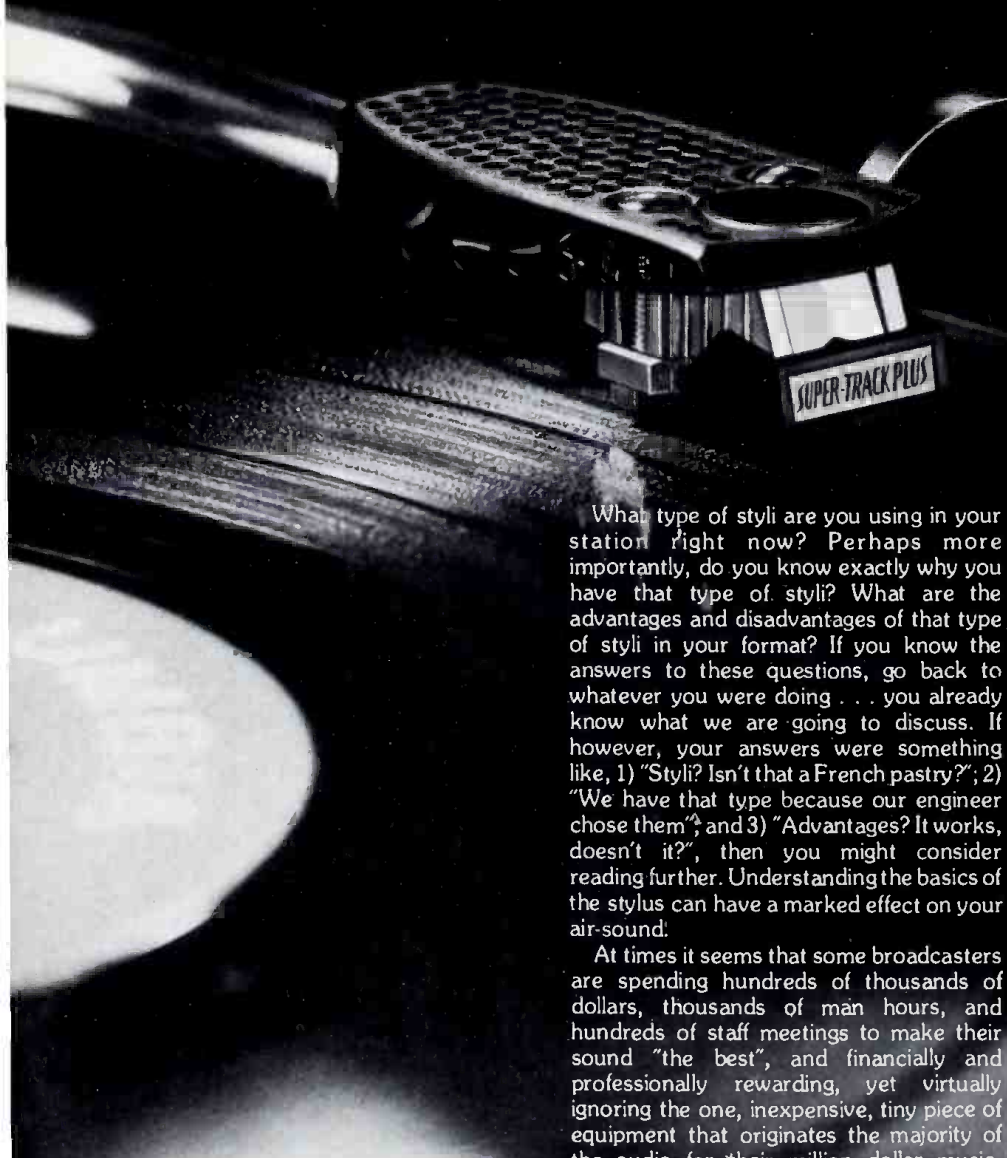 SUPER-TRACK PLUS
What type of styli are you using in your
station right now? Perhaps more
importantly, do you know exactly why you
have that type of styli? What are the
advantages and disadvantages of that type
of styli in your format? If you know the
answers to these questions, go back to
whatever you were doing . . . you already
know what we are going to discuss. If
however, your answers were something
like, 1) "Styli? Isn't that a French pastry?"; 2)
"We have that type because our engineer
chose them"; and 3) "Advantages? It works,
doesn't it?", then you might consider
reading further. Understanding the basics of
the stylus can have a marked effect on your
air-sound.
At times it seems that some broadcasters
are spending hundreds of thousands of
dollars, thousands of man hours, and
hundreds of staff meetings to make their
sound "the best", and financially and
professionally rewarding, yet virtually
ignoring the one, inexpensive, tiny piece of
equipment that originates the majority of
the audio for their million dollar music